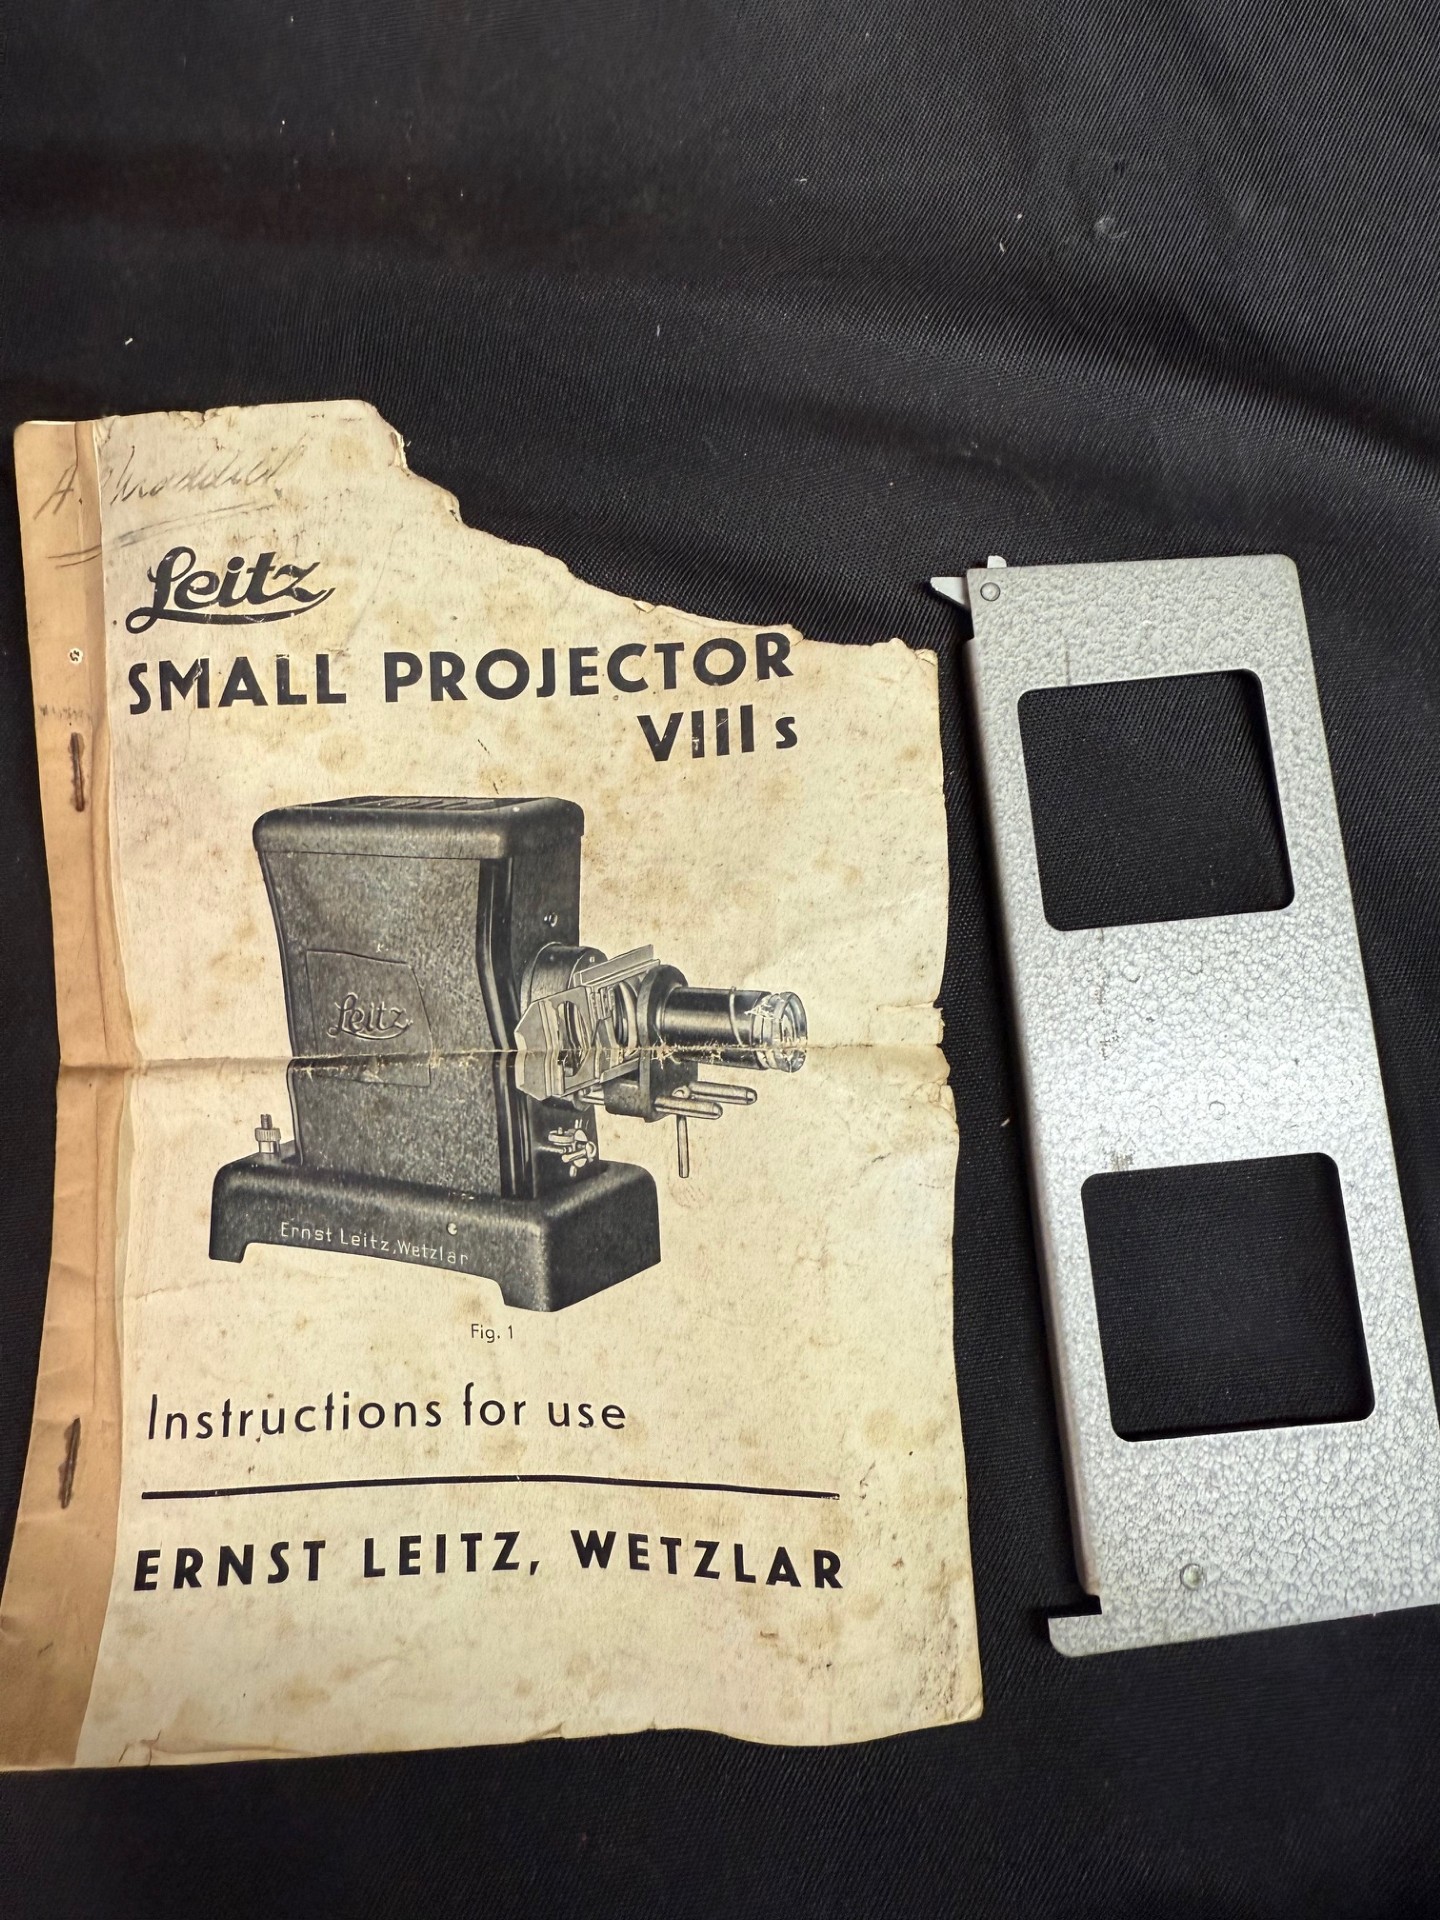 A.
Leitz
SMALL PROJECTOR
VIII s
Leitz
Ernst Leitz, Wetzlar
Fig. 1
Instructions for use
ERNST LEITZ, WETZLAR